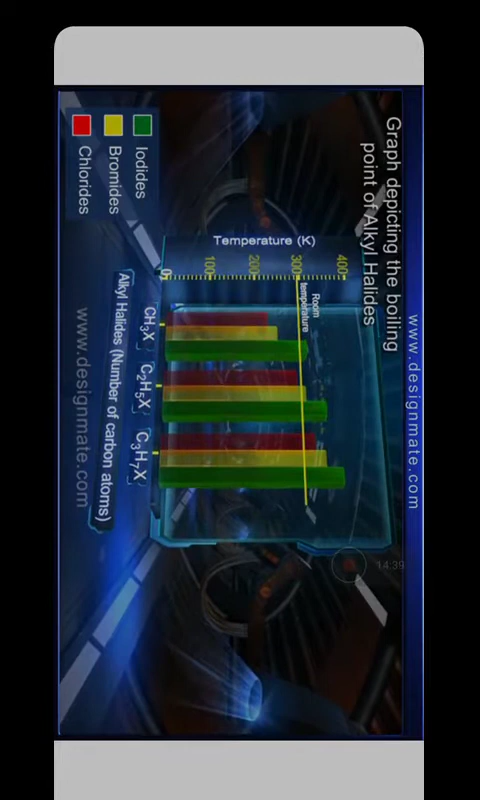 www.designmate.com
Graph depicting the boiling
point of Alkyl Halides
Temperature (K)
400
300
200
100
0
Room
temperature
CH3X
C2H5X
C3H7X
Alkyl Halides (Number of carbon atoms)
Iodides
Bromides
Chlorides
www.designmate.com
14:39